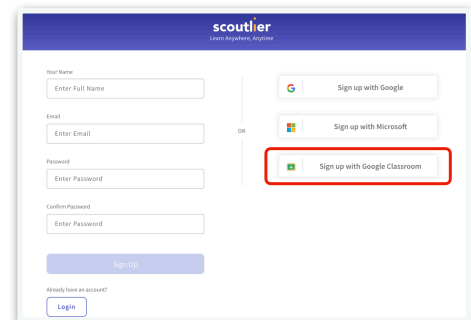 scoutlier
Learn Anywhere, Anytime
Your Name
Enter Full Name
Email
Enter Email
Password
Enter Password
Confirm Password
Enter Password
Sign Up
Already have an account?
Login
OR
Sign up with Google
Sign up with Microsoft
Sign up with Google Classroom